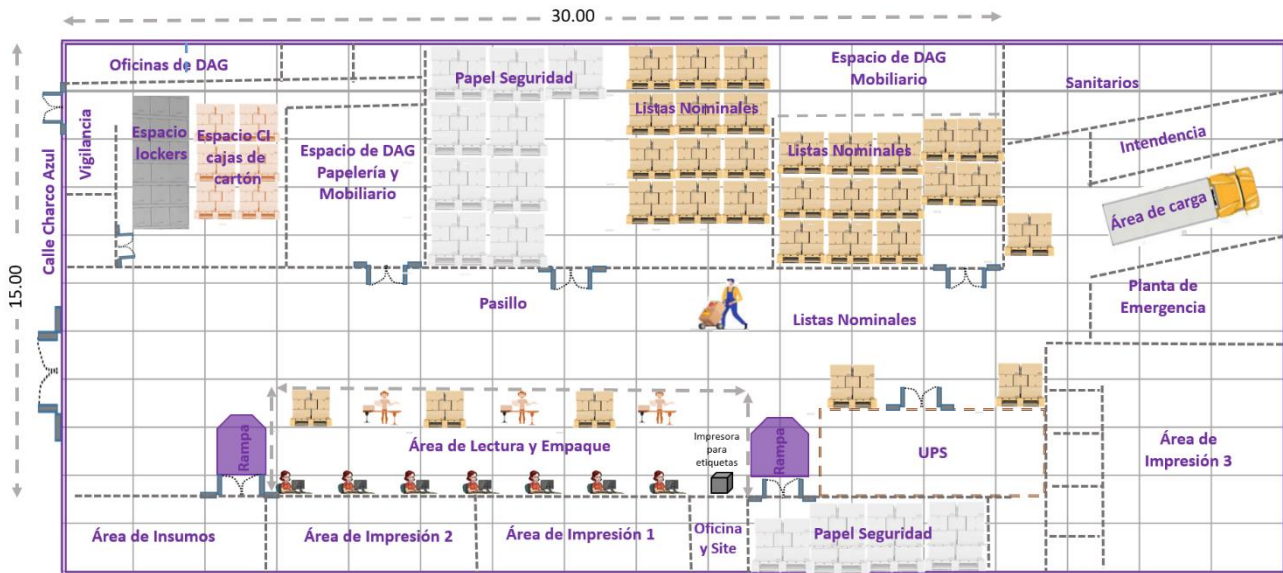 30.00
15.00
Calle Charco Azul
Oficinas de DAG
Vigilancia
Espacio
lockers
Espacio CI
cajas de
cartón
Espacio de DAG
Papelería y
Mobiliario
Papel Seguridad
Listas Nominales
Espacio de DAG
Mobiliario
Listas Nominales
Sanitarios
Intendencia
Área de carga
Planta de
Emergencia
Pasillo
Listas Nominales
Rampa
Área de Lectura y Empaque
Impresora
para
etiquetas
Rampa
UPS
Área de
Impresión 3
Área de Insumos
Área de Impresión 2
Área de Impresión 1
Oficina
y Site
Papel Seguridad